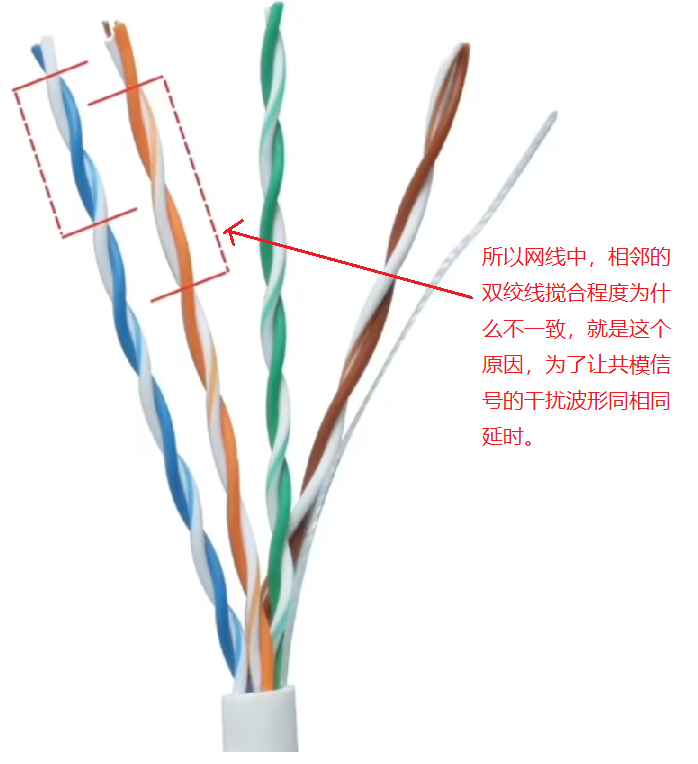 所以网线中，相邻的
双绞线搅合程度为什
么不一致，就是这个
原因，为了让共模信
号的干扰波形同相同
延时。